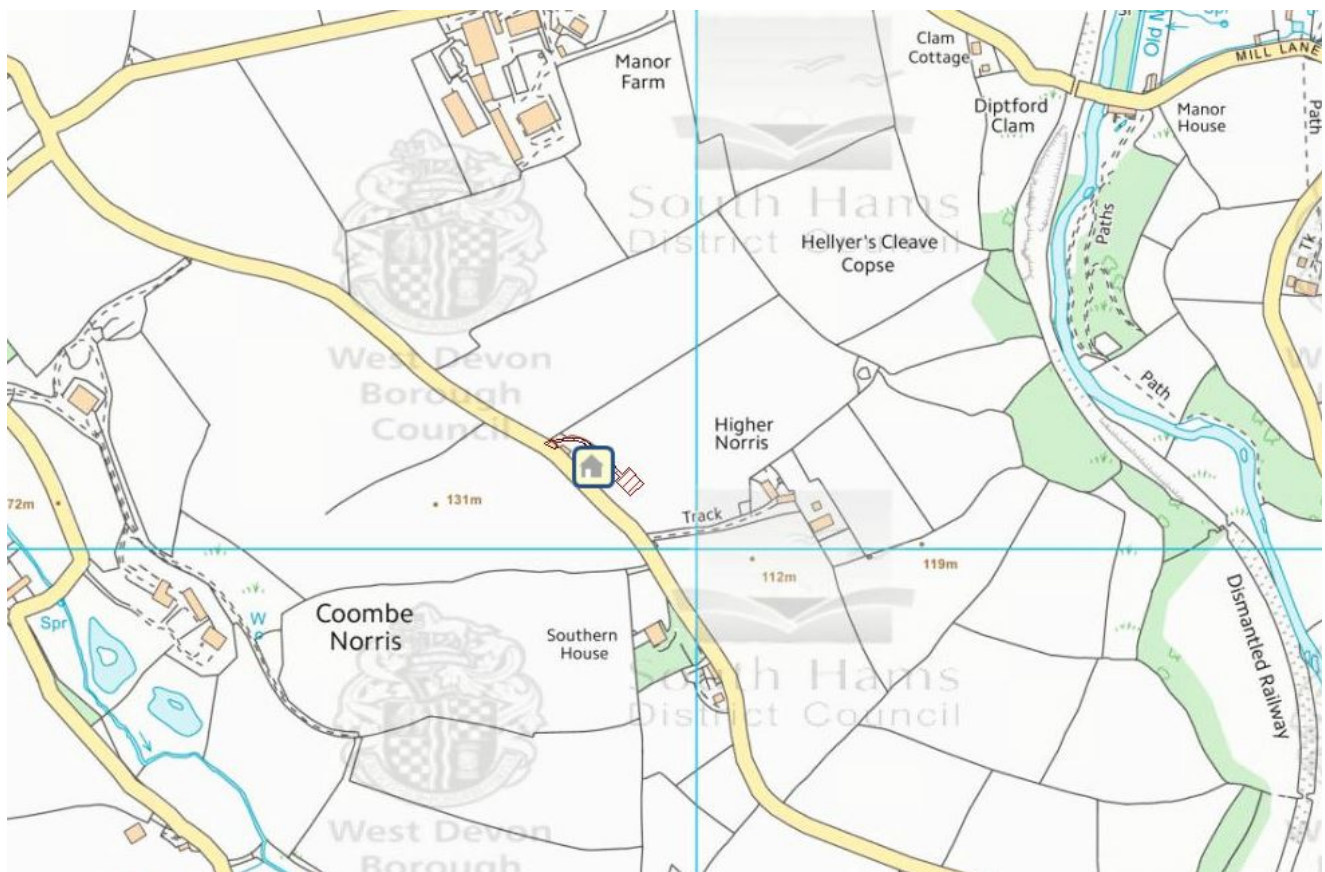 Manor
Farm
Clam
Cottage
Old
MILL LANE
Diptford
Clam
Manor
House
Path
South Hams
District Council
Hellyer's Cleave
Copse
Paths
Tk
West Devon
Borough
Council
Path
Higher
Norris
131m
72m
Track
112m
119m
Spr
W
Coombe
Norris
Southern
House
Dismantled Railway
South Hams
District Council
West Devon
Borough